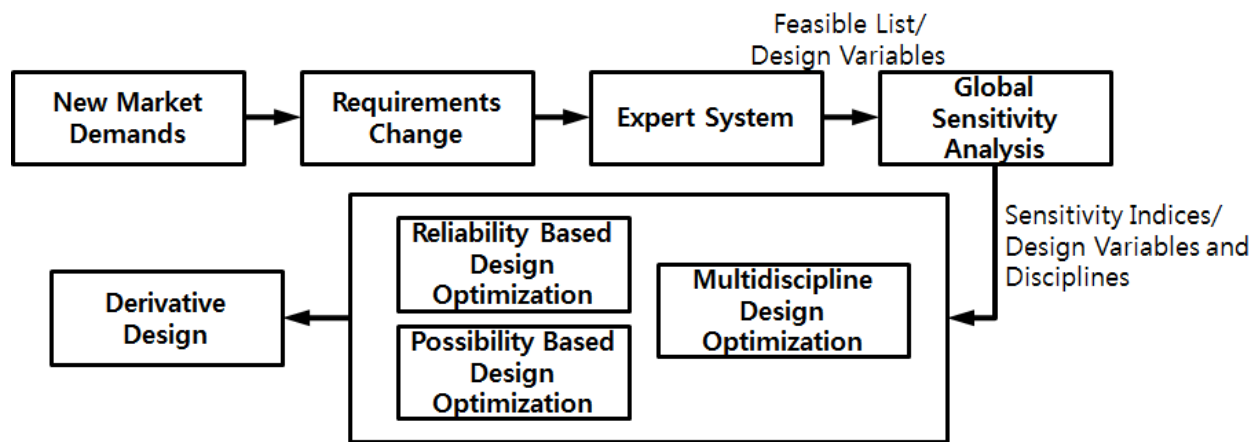 Feasible List/
Design Variables
New Market
Demands
Requirements
Change
Expert System
Global
Sensitivity
Analysis
Sensitivity Indices/
Design Variables and
Disciplines
Reliability Based
Design
Optimization
Multidiscipline
Design
Optimization
Possibility Based
Design
Optimization
Derivative
Design